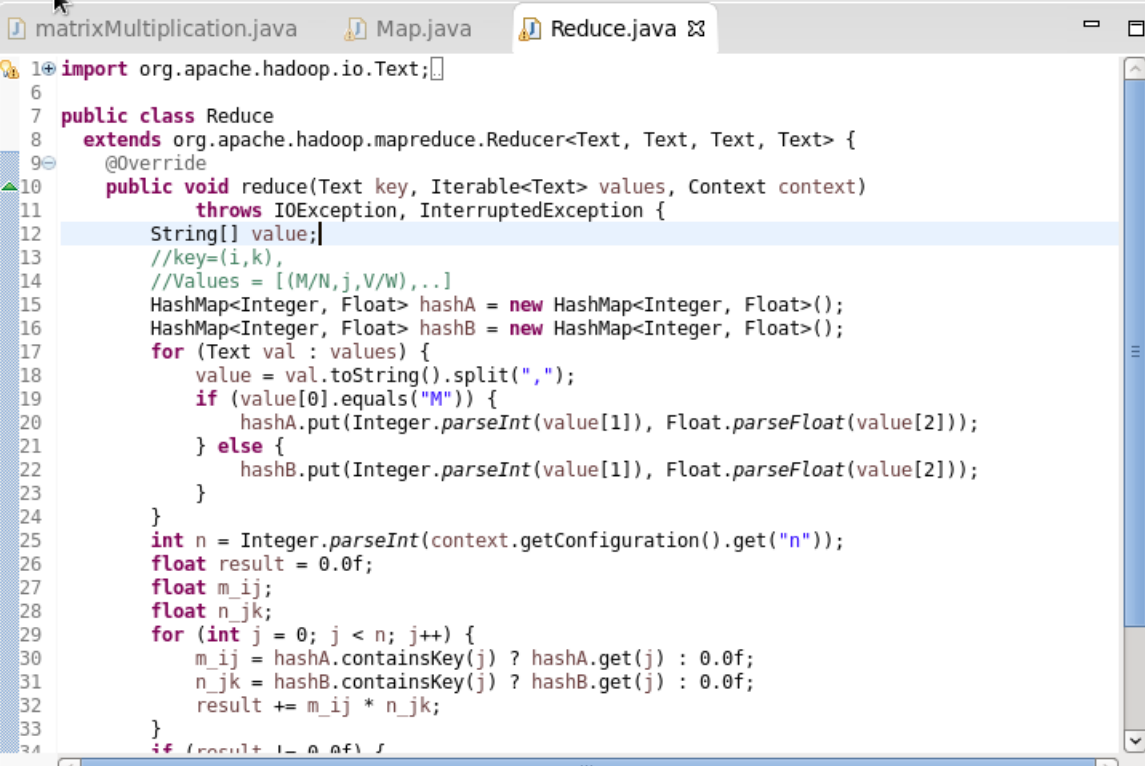 matrixMultiplication.java Map.java Reduce.java
1 import org.apache.hadoop.io.Text;
6
7 public class Reduce
8   extends org.apache.hadoop.mapreduce.Reducer<Text, Text, Text, Text> {
9     @Override
10     public void reduce(Text key, Iterable<Text> values, Context context)
11             throws IOException, InterruptedException {
12         String[] value;
13         //key=(i,k),
14         //Values = [(M/N,j,V/W),..]
15         HashMap<Integer, Float> hashA = new HashMap<Integer, Float>();
16         HashMap<Integer, Float> hashB = new HashMap<Integer, Float>();
17         for (Text val : values) {
18             value = val.toString().split(",");
19             if (value[0].equals("M")) {
20                 hashA.put(Integer.parseInt(value[1]), Float.parseFloat(value[2]));
21             } else {
22                 hashB.put(Integer.parseInt(value[1]), Float.parseFloat(value[2]));
23             }
24         }
25         int n = Integer.parseInt(context.getConfiguration().get("n"));
26         float result = 0.0f;
27         float m_ij;
28         float n_jk;
29         for (int j = 0; j < n; j++) {
30             m_ij = hashA.containsKey(j) ? hashA.get(j) : 0.0f;
31             n_jk = hashB.containsKey(j) ? hashB.get(j) : 0.0f;
32             result += m_ij * n_jk;
33         }
34         if (result != 0.0f) {